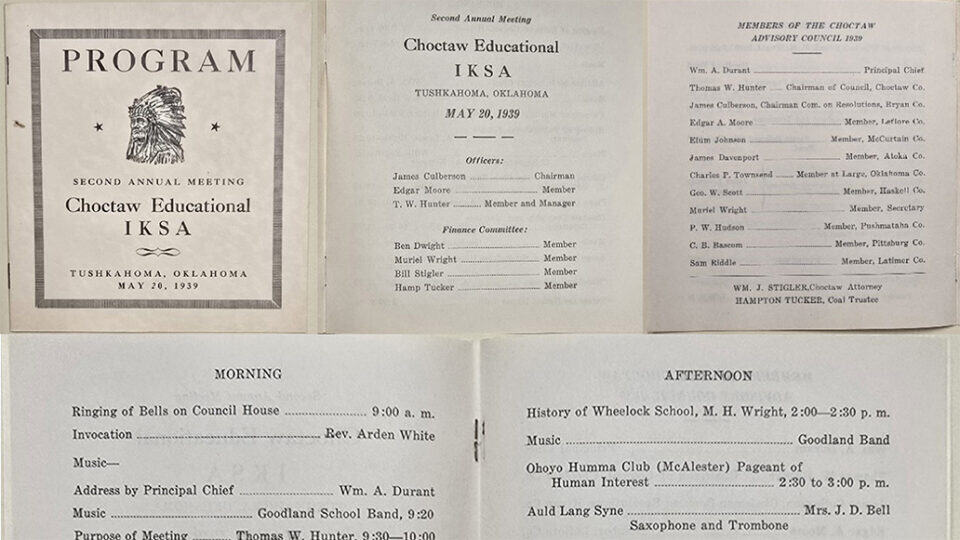 PROGRAM
SECOND ANNUAL MEETING
Choctaw Educational
IKSA
TUSHKAHOMA, OKLAHOMA
MAY 20, 1939
Second Annual Meeting
Choctaw Educational
IKSA
TUSHKAHOMA, OKLAHOMA
MAY 20, 1939
Officers:
James Culberson .......... Chairman
Edgar Moore .......... Member
T. W. Hunter .......... Member and Manager
Finance Committee:
Ben Dwight .......... Member
Muriel Wright .......... Member
Bill Stigler .......... Member
Hamp Tucker .......... Member
MEMBERS OF THE CHOCTAW
ADVISORY COUNCIL 1939
Wm. A. Durant .......... Principal Chief
Thomas W. Hunter .... Chairman of Council, Choctaw Co.
James Culberson, Chairman Com. on Resolutions, Bryan Co.
Edgar A. Moore .......... Member, Leflore Co.
Elum Johnson .......... Member, McCurtain Co.
James Davenport .......... Member, Atoka Co.
Charles P. Townsend ...... Member at Large, Oklahoma Co.
Geo. W. Scott .......... Member, Haskell Co.
Muriel Wright .......... Member, Secretary
P. W. Hudson .......... Member, Pushmataha Co.
C. B. Bascom .......... Member, Pittsburg Co.
Sam Riddle .......... Member, Latimer Co.
WM. J. STIGLER, Choctaw Attorney
HAMPTON TUCKER, Coal Trustee
MORNING
Ringing of Bells on Council House .......... 9:00 a. m.
Invocation .......... Rev. Arden White
Music—
Address by Principal Chief .......... Wm. A. Durant
Music .......... Goodland School Band, 9:20
Purpose of Meeting .......... Thomas W. Hunter, 9:30—10:00
AFTERNOON
History of Wheelock School, M. H. Wright, 2:00—2:30 p. m.
Music .......... Goodland Band
Ohoyo Humma Club (McAlester) Pageant of
Human Interest .......... 2:30 to 3:00 p. m.
Auld Lang Syne .......... Mrs. J. D. Bell
Saxophone and Trombone